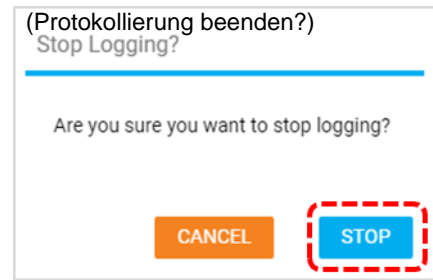 (Protokollierung beenden?)
Stop Logging?
Are you sure you want to stop logging?
CANCEL
STOP